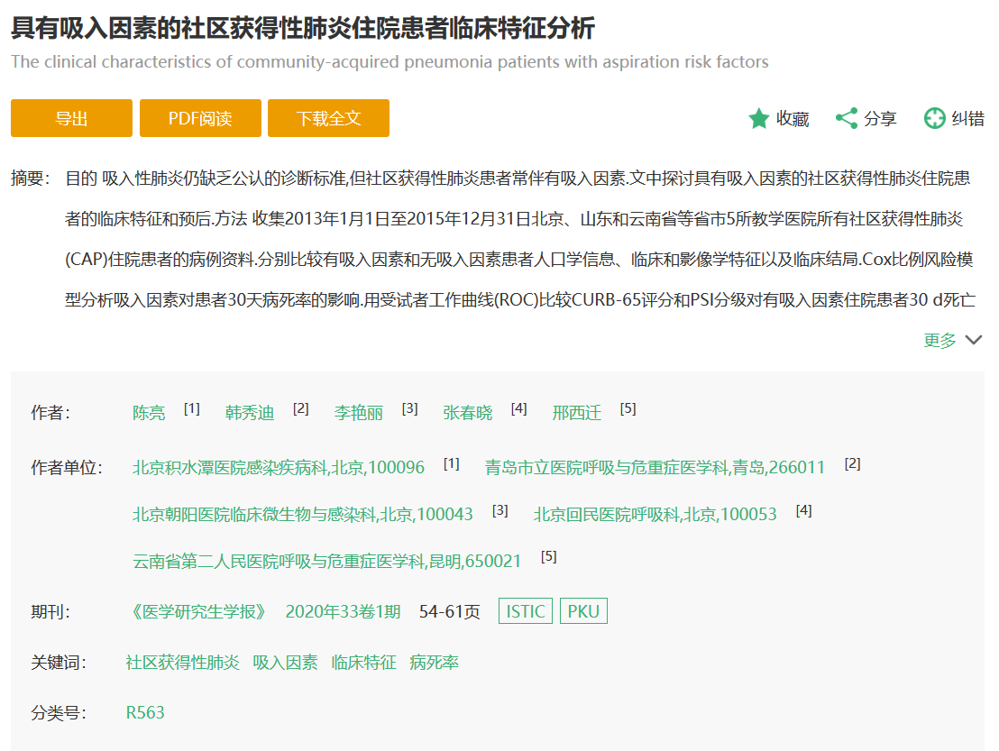 具有吸入因素的社区获得性肺炎住院患者临床特征分析
The clinical characteristics of community-acquired pneumonia patients with aspiration risk factors
导出 PDF阅读 下载全文 收藏 分享 纠错
摘要： 目的 吸入性肺炎仍缺乏公认的诊断标准,但社区获得性肺炎患者常伴有吸入因素.文中探讨具有吸入因素的社区获得性肺炎住院患
者的临床特征和预后.方法 收集2013年1月1日至2015年12月31日北京、山东和云南省等省市5所教学医院所有社区获得性肺炎
(CAP)住院患者的病例资料.分别比较有吸入因素和无吸入因素患者人口学信息、临床和影像学特征以及临床结局.Cox比例风险模
型分析吸入因素对患者30天病死率的影响.用受试者工作曲线(ROC)比较CURB-65评分和PSI分级对有吸入因素住院患者30 d死亡
更多
作者： 陈亮 [1] 韩秀迪 [2] 李艳丽 [3] 张春晓 [4] 邢西迁 [5]
作者单位： 北京积水潭医院感染疾病科,北京,100096 [1] 青岛市立医院呼吸与危重症医学科,青岛,266011 [2]
北京朝阳医院临床微生物与感染科,北京,100043 [3] 北京回民医院呼吸科,北京,100053 [4]
云南省第二人民医院呼吸与危重症医学科,昆明,650021 [5]
期刊： 《医学研究生学报》 2020年33卷1期 54-61页 ISTIC PKU
关键词： 社区获得性肺炎 吸入因素 临床特征 病死率
分类号： R563